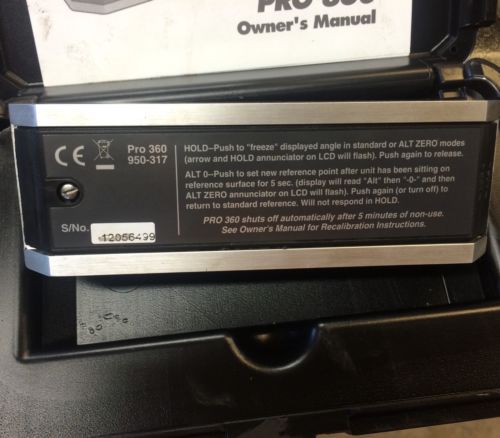 PRO 360
Owner's Manual
CE
Pro 360
950-317
HOLD–Push to "freeze" displayed angle in standard or ALT ZERO modes
(arrow and HOLD annunciator on LCD will flash). Push again to release.
ALT 0–Push to set new reference point after unit has been sitting on
reference surface for 5 sec. (display will read "Alt" then "-0-" and then
ALT ZERO annunciator on LCD will flash). Push again (or turn off) to
return to standard reference. Will not respond in HOLD.
PRO 360 shuts off automatically after 5 minutes of non-use.
See Owner's Manual for Recalibration Instructions.
S/No. 12056499